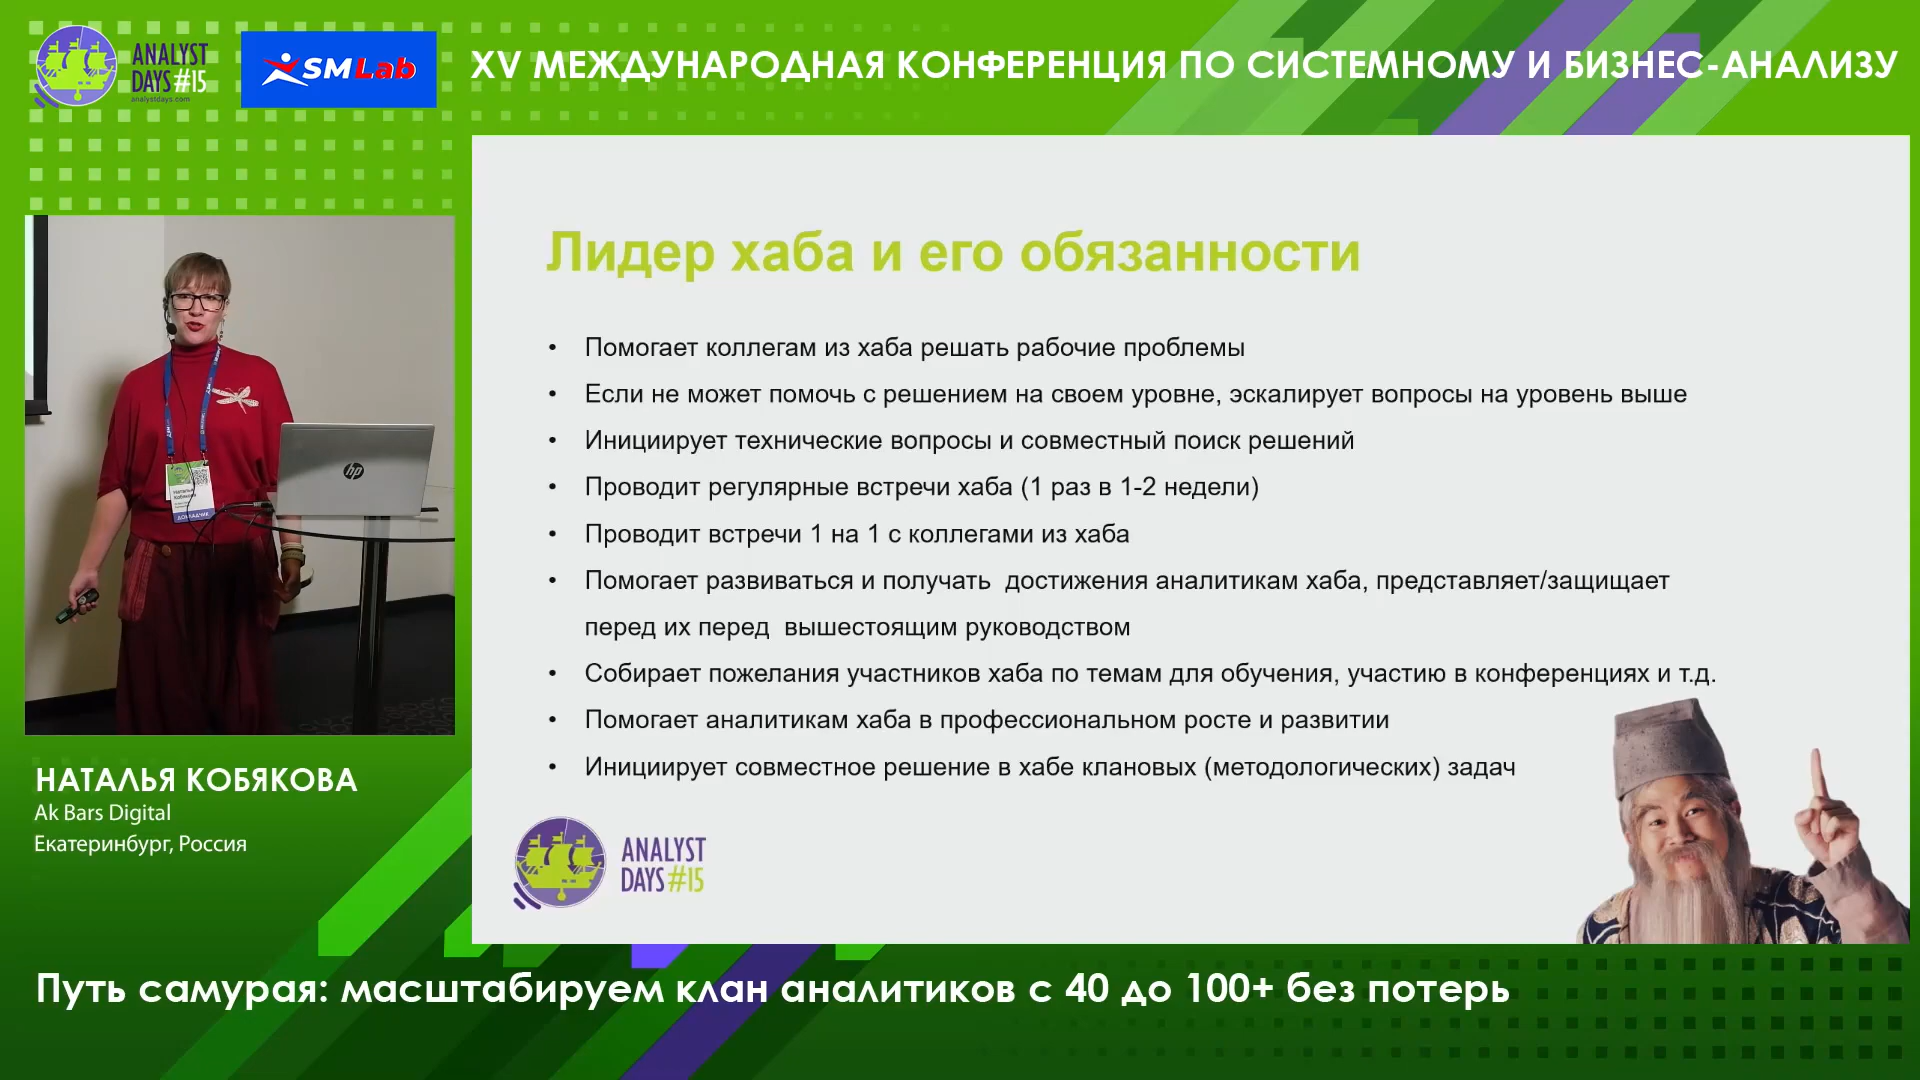 ANALYST
DAYS#15
analystdays.com
SMLab
XV МЕЖДУНАРОДНАЯ КОНФЕРЕНЦИЯ ПО СИСТЕМНОМУ И БИЗНЕС-АНАЛИЗУ
Лидер хаба и его обязанности
• Помогает коллегам из хаба решать рабочие проблемы
• Если не может помочь с решением на своем уровне, эскалирует вопросы на уровень выше
• Инициирует технические вопросы и совместный поиск решений
• Проводит регулярные встречи хаба (1 раз в 1-2 недели)
• Проводит встречи 1 на 1 с коллегами из хаба
• Помогает развиваться и получать достижения аналитикам хаба, представляет/защищает
перед их перед вышестоящим руководством
• Собирает пожелания участников хаба по темам для обучения, участию в конференциях и т.д.
• Помогает аналитикам хаба в профессиональном росте и развитии
• Инициирует совместное решение в хабе клановых (методологических) задач
ANALYST
DAYS#15
hp
Наталья
Кобякова
ДОКЛАДЧИК
НАТАЛЬЯ КОБЯКОВА
Ak Bars Digital
Екатеринбург, Россия
Путь самурая: масштабируем клан аналитиков с 40 до 100+ без потерь